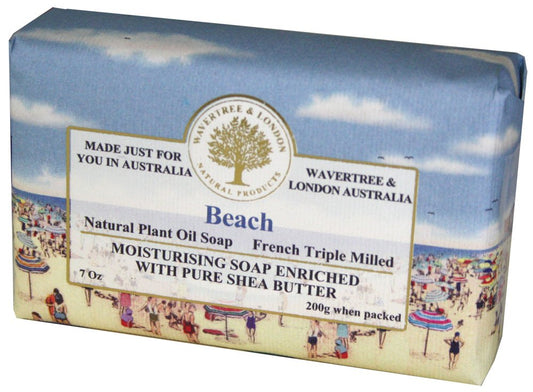 WAVERTREE & LONDON
NATURAL PRODUCTS
MADE JUST FOR
YOU IN AUSTRALIA
WAVERTREE &
LONDON AUSTRALIA
Beach
Natural Plant Oil Soap French Triple Milled
MOISTURISING SOAP ENRICHED
WITH PURE SHEA BUTTER
7 Oz
200g when packed